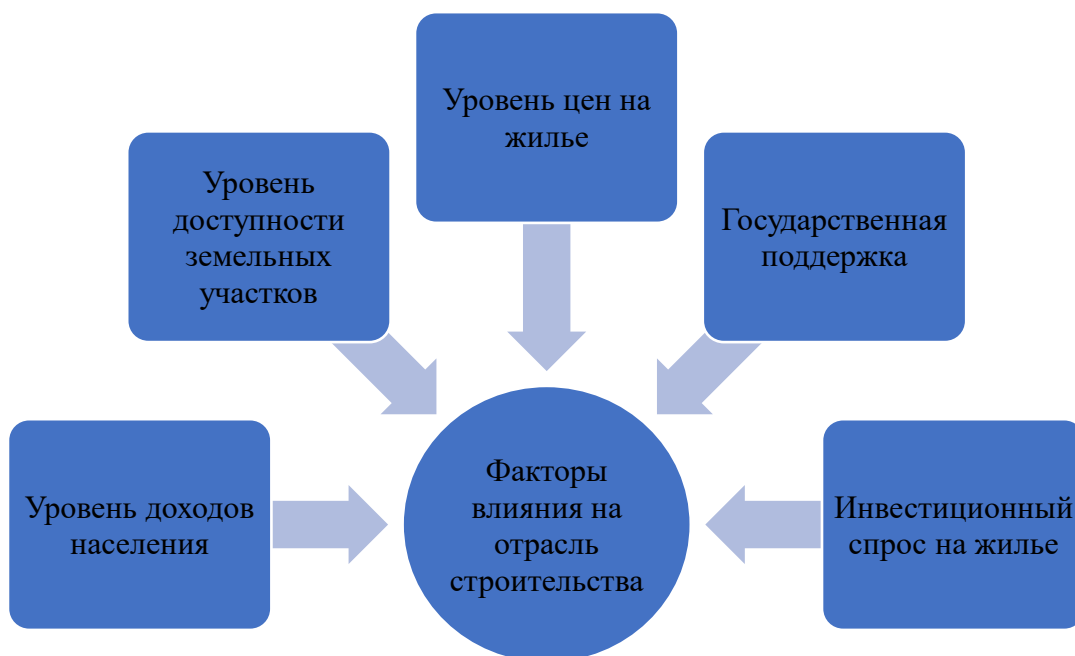 Уровень цен на
жилье
Уровень
доступности
земельных
участков
Государственная
поддержка
Уровень доходов
населения
Факторы
влияния на
отрасль
строительства
Инвестиционный
спрос на жилье